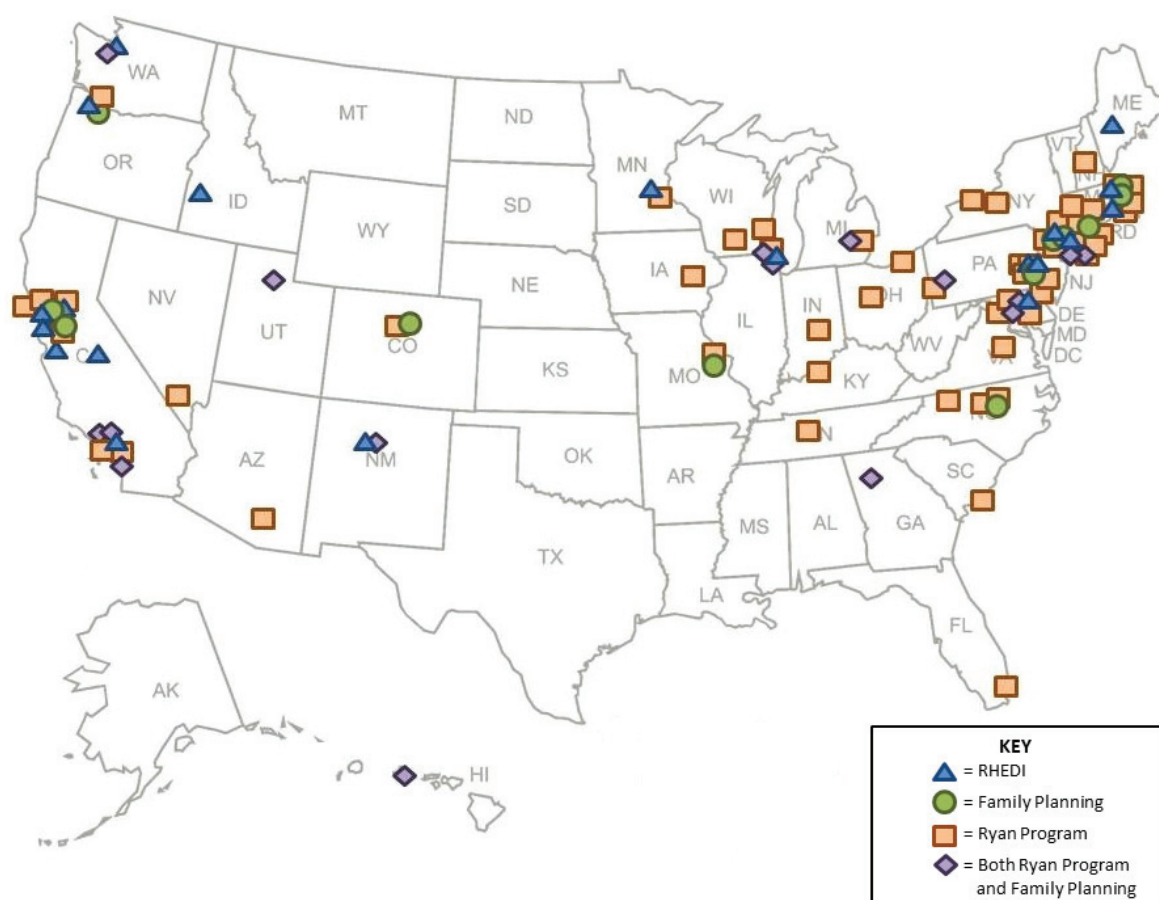 WA
MT
ND
ME
VT
OR
ID
MN
WI
NY
SD
WY
MI
RD
IA
PA
NE
NJ
NV
UT
CO
IL
IN
OH
DE
MD
DC
WV
VA
KS
MO
KY
NC
AZ
NM
OK
AR
SC
MS
AL
GA
TX
LA
FL
AK
HI
KEY
= RHEDI
= Family Planning
= Ryan Program
= Both Ryan Program
and Family Planning